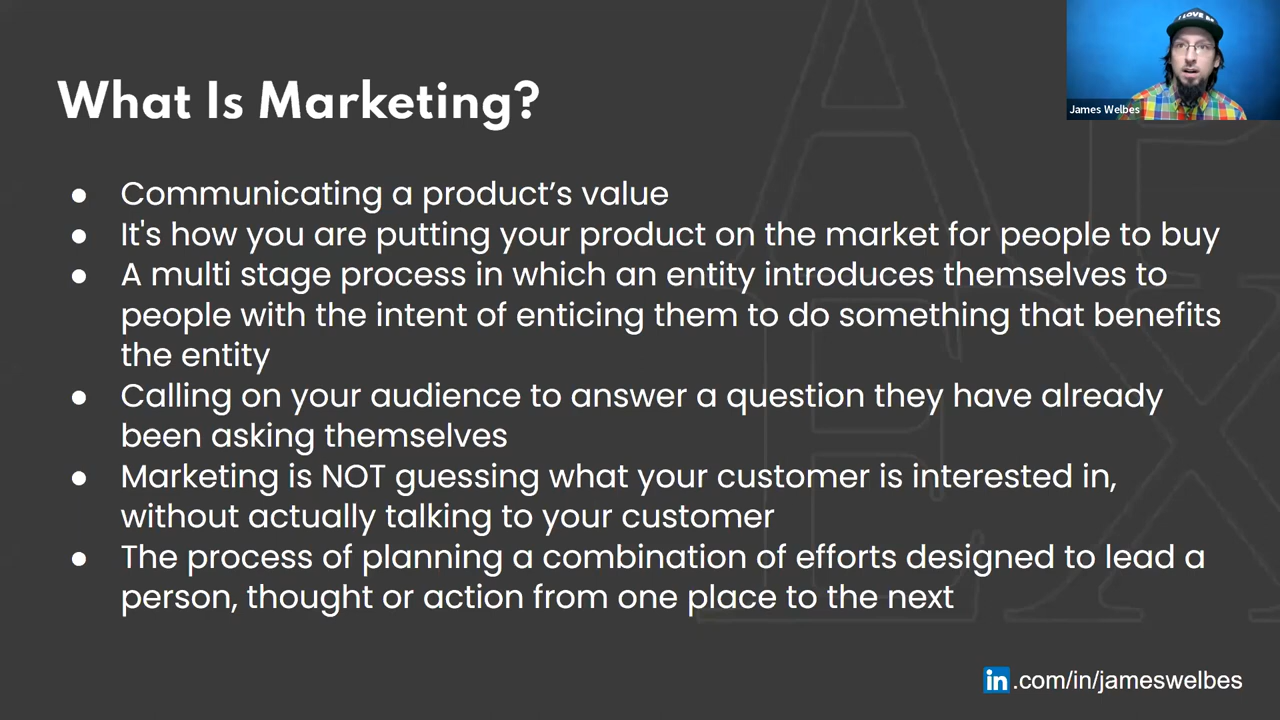 What Is Marketing?
I LOVE
James Welbes
● Communicating a product’s value
● It's how you are putting your product on the market for people to buy
● A multi stage process in which an entity introduces themselves to
people with the intent of enticing them to do something that benefits
the entity
● Calling on your audience to answer a question they have already
been asking themselves
● Marketing is NOT guessing what your customer is interested in,
without actually talking to your customer
● The process of planning a combination of efforts designed to lead a
person, thought or action from one place to the next
in.com/in/jameswelbes